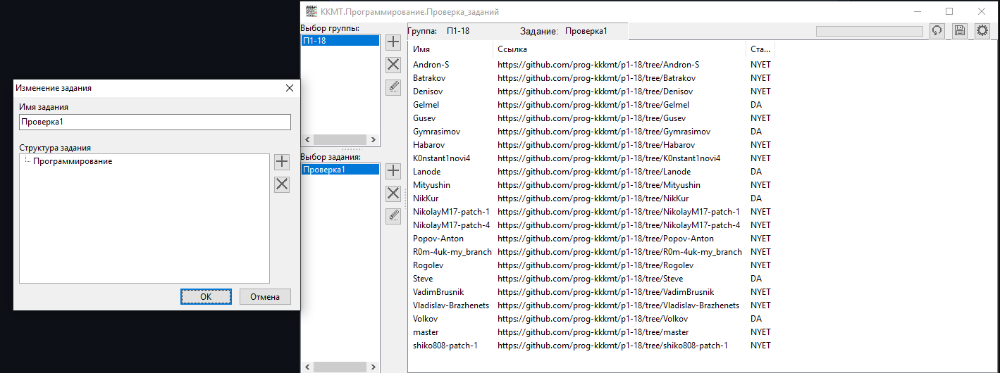 ККМТ.Программирование.Проверка_заданий
Выбор группы:
П1-18
Группа: П1-18 Задание: Проверка1
Имя Ссылка Ста...
Andron-S https://github.com/prog-kkkmt/p1-18/tree/Andron-S NYET
Batrakov https://github.com/prog-kkkmt/p1-18/tree/Batrakov NYET
Denisov https://github.com/prog-kkkmt/p1-18/tree/Denisov NYET
Gelmel https://github.com/prog-kkkmt/p1-18/tree/Gelmel DA
Gusev https://github.com/prog-kkkmt/p1-18/tree/Gusev NYET
Gymrasimov https://github.com/prog-kkkmt/p1-18/tree/Gymrasimov DA
Habarov https://github.com/prog-kkkmt/p1-18/tree/Habarov NYET
K0nstant1novi4 https://github.com/prog-kkkmt/p1-18/tree/K0nstant1novi4 NYET
Lanode https://github.com/prog-kkkmt/p1-18/tree/Lanode DA
Mityushin https://github.com/prog-kkkmt/p1-18/tree/Mityushin NYET
NikKur https://github.com/prog-kkkmt/p1-18/tree/NikKur DA
NikolayM17-patch-1 https://github.com/prog-kkkmt/p1-18/tree/NikolayM17-patch-1 NYET
NikolayM17-patch-4 https://github.com/prog-kkkmt/p1-18/tree/NikolayM17-patch-4 NYET
Popov-Anton https://github.com/prog-kkkmt/p1-18/tree/Popov-Anton NYET
R0m-4uk-my_branch https://github.com/prog-kkkmt/p1-18/tree/R0m-4uk-my_branch NYET
Rogolev https://github.com/prog-kkkmt/p1-18/tree/Rogolev NYET
Steve https://github.com/prog-kkkmt/p1-18/tree/Steve DA
VadimBrusnik https://github.com/prog-kkkmt/p1-18/tree/VadimBrusnik NYET
Vladislav-Brazhenets https://github.com/prog-kkkmt/p1-18/tree/Vladislav-Brazhenets NYET
Volkov https://github.com/prog-kkkmt/p1-18/tree/Volkov DA
master https://github.com/prog-kkkmt/p1-18/tree/master NYET
shiko808-patch-1 https://github.com/prog-kkkmt/p1-18/tree/shiko808-patch-1 NYET
Выбор задания:
Проверка1
Изменение задания
Имя задания
Проверка1
Структура задания
Программирование
ОК Отмена